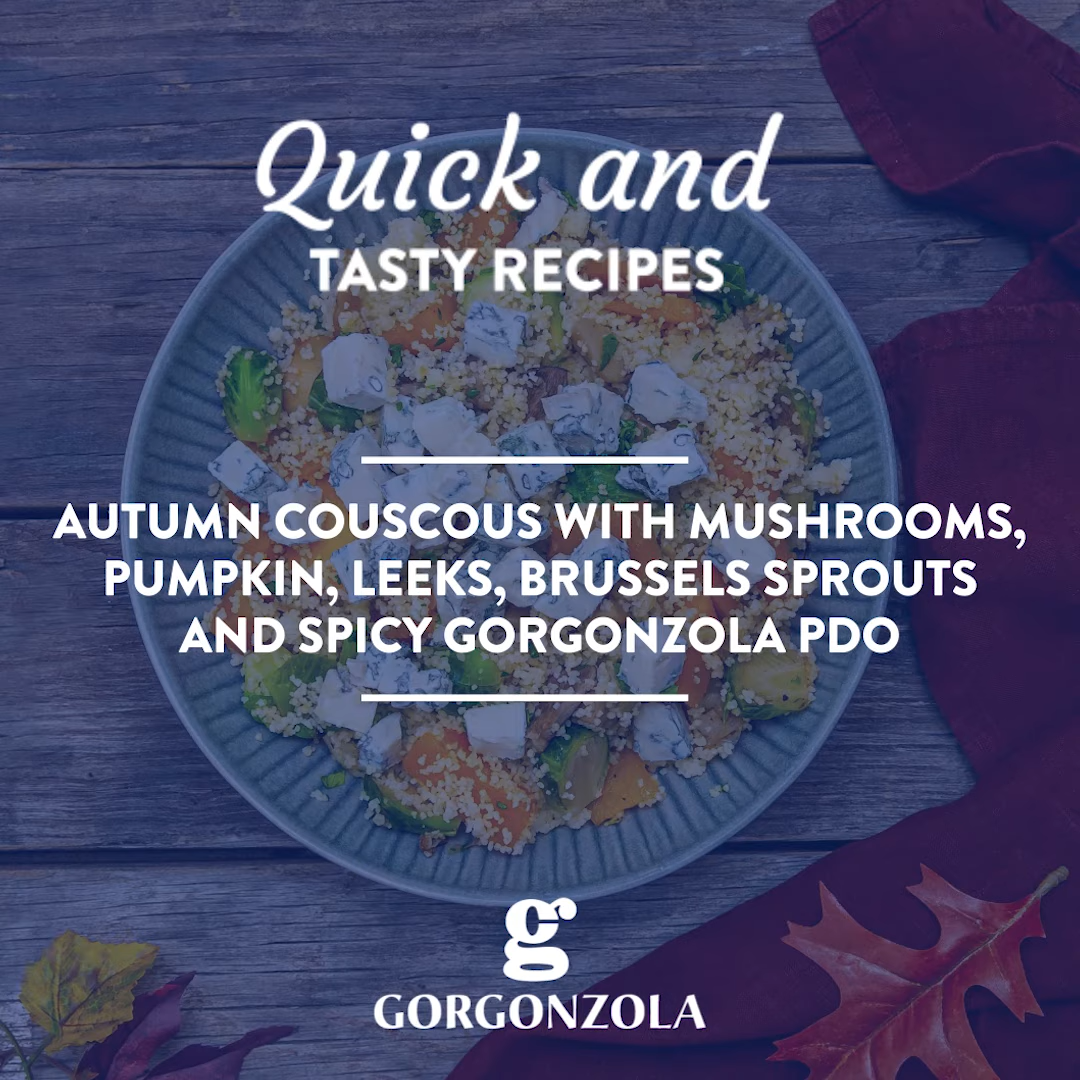 Quick and
TASTY RECIPES
AUTUMN COUSCOUS WITH MUSHROOMS,
PUMPKIN, LEEKS, BRUSSELS SPROUTS
AND SPICY GORGONZOLA PDO
g
GORGONZOLA